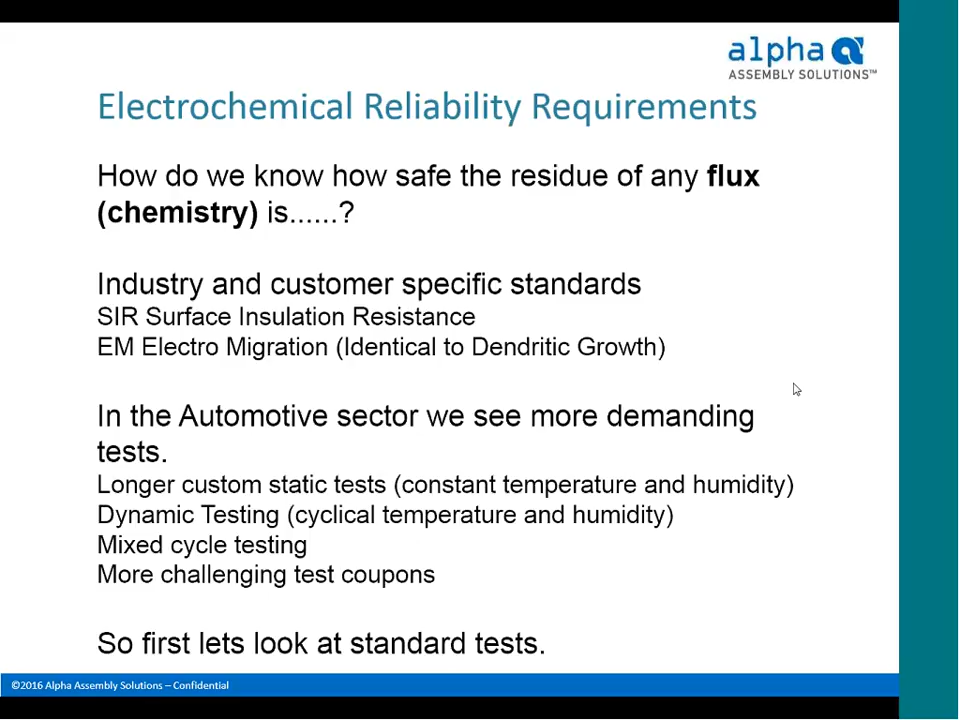 alpha
ASSEMBLY SOLUTIONS™
Electrochemical Reliability Requirements
How do we know how safe the residue of any flux
(chemistry) is......?
Industry and customer specific standards
SIR Surface Insulation Resistance
EM Electro Migration (Identical to Dendritic Growth)
In the Automotive sector we see more demanding
tests.
Longer custom static tests (constant temperature and humidity)
Dynamic Testing (cyclical temperature and humidity)
Mixed cycle testing
More challenging test coupons
So first lets look at standard tests.
©2016 Alpha Assembly Solutions – Confidential